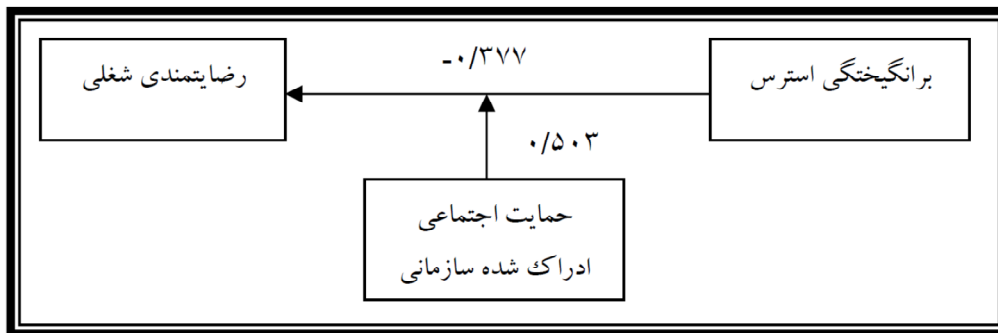 برانگیختگی استرس
-۰/۳۷۷
رضایتمندی شغلی
۰/۵۰۳
حمایت اجتماعی
ادراک شده سازمانی